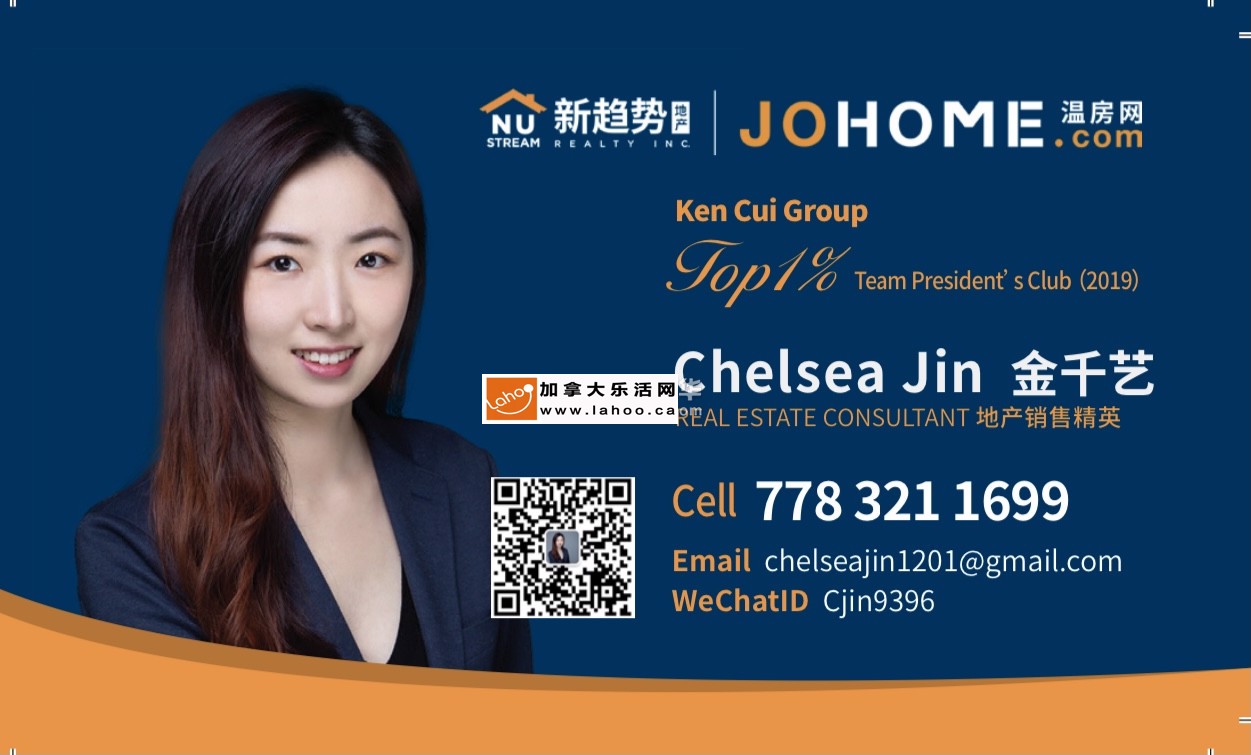 NU 新趋势 地产
STREAM REALTY INC.
JOHOME 温房网
.com
Ken Cui Group
Top1% Team President's Club (2019)
Chelsea Jin 金千艺
REAL ESTATE CONSULTANT 地产销售精英
Laho 加拿大乐活网
www.lahoo.ca
Cell 778 321 1699
Email chelseajin1201@gmail.com
WeChatID Cjin9396